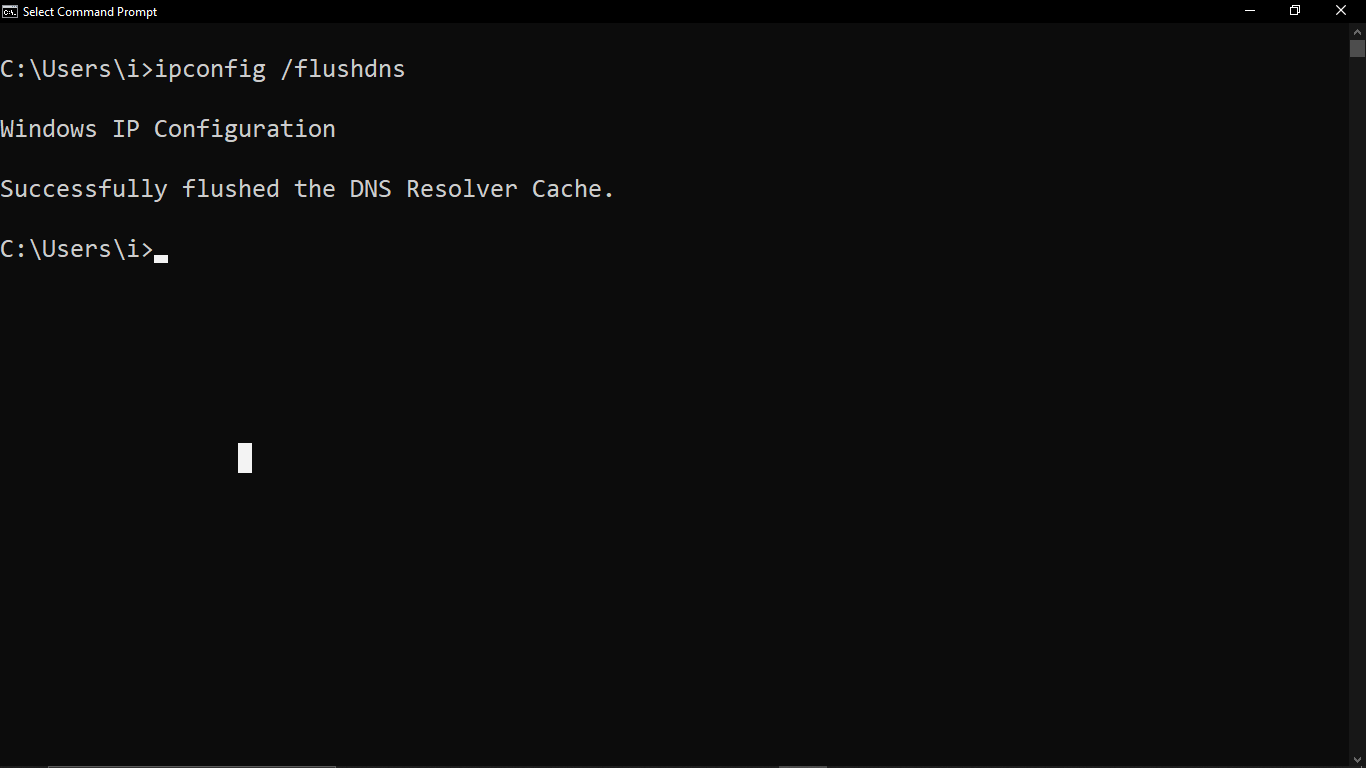 Select Command Prompt
C:\Users\i>ipconfig /flushdns
Windows IP Configuration
Successfully flushed the DNS Resolver Cache.
C:\Users\i>